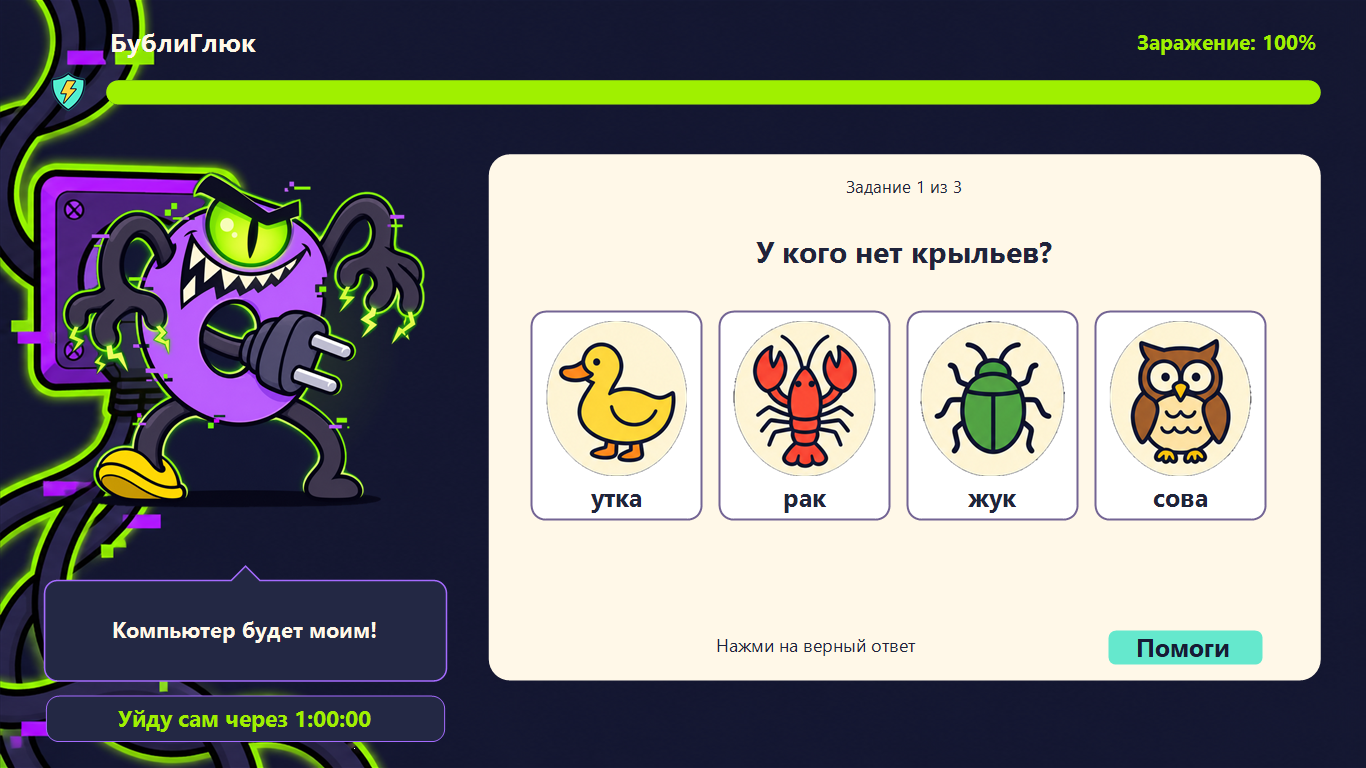 БублиГлюк
Заражение: 100%
Задание 1 из 3
У кого нет крыльев?
утка
рак
жук
сова
Нажми на верный ответ
Помоги
Компьютер будет моим!
Уйду сам через 1:00:00